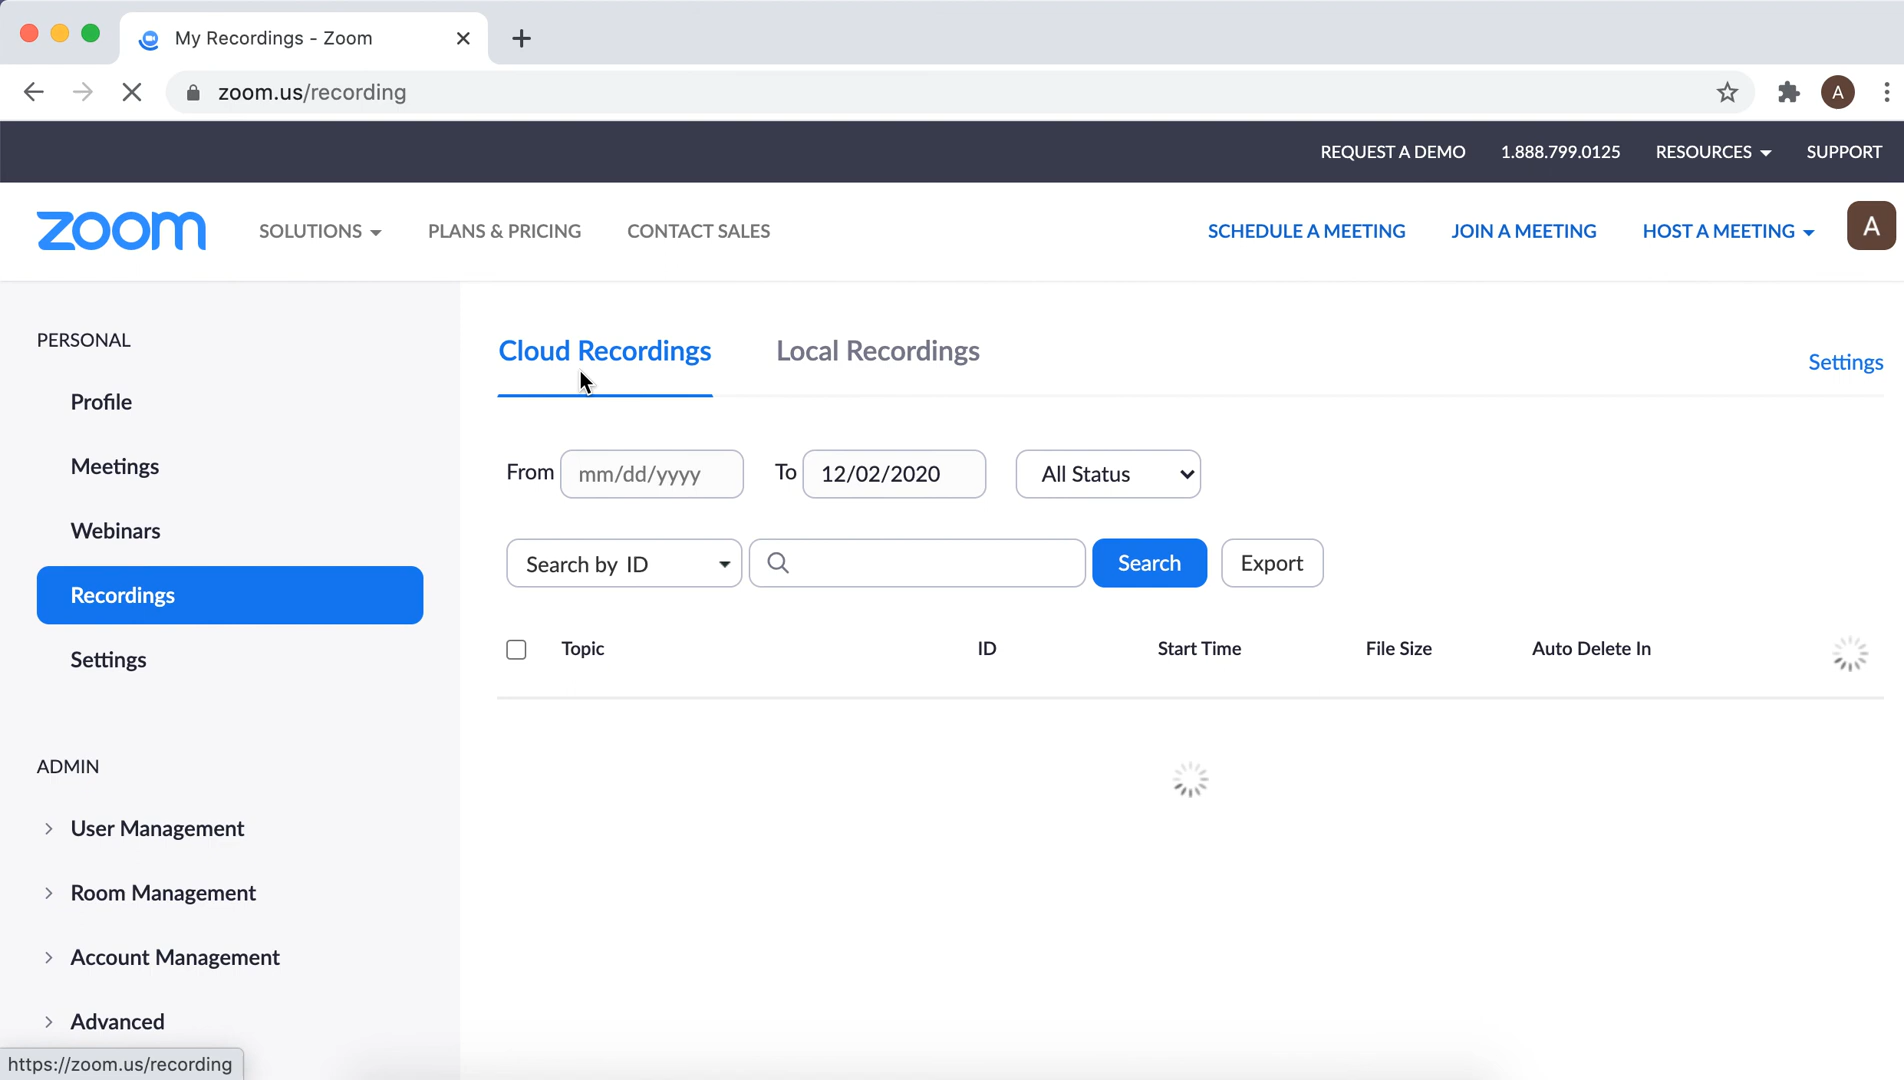 My Recordings - Zoom
zoom.us/recording
A
REQUEST A DEMO 1.888.799.0125 RESOURCES SUPPORT
zoom SOLUTIONS PLANS & PRICING CONTACT SALES SCHEDULE A MEETING JOIN A MEETING HOST A MEETING A
PERSONAL
Profile
Meetings
Webinars
Recordings
Settings
ADMIN
User Management
Room Management
Account Management
Advanced
https://zoom.us/recording
Cloud Recordings Local Recordings Settings
From mm/dd/yyyy To 12/02/2020 All Status
Search by ID Search Export
Topic ID Start Time File Size Auto Delete In